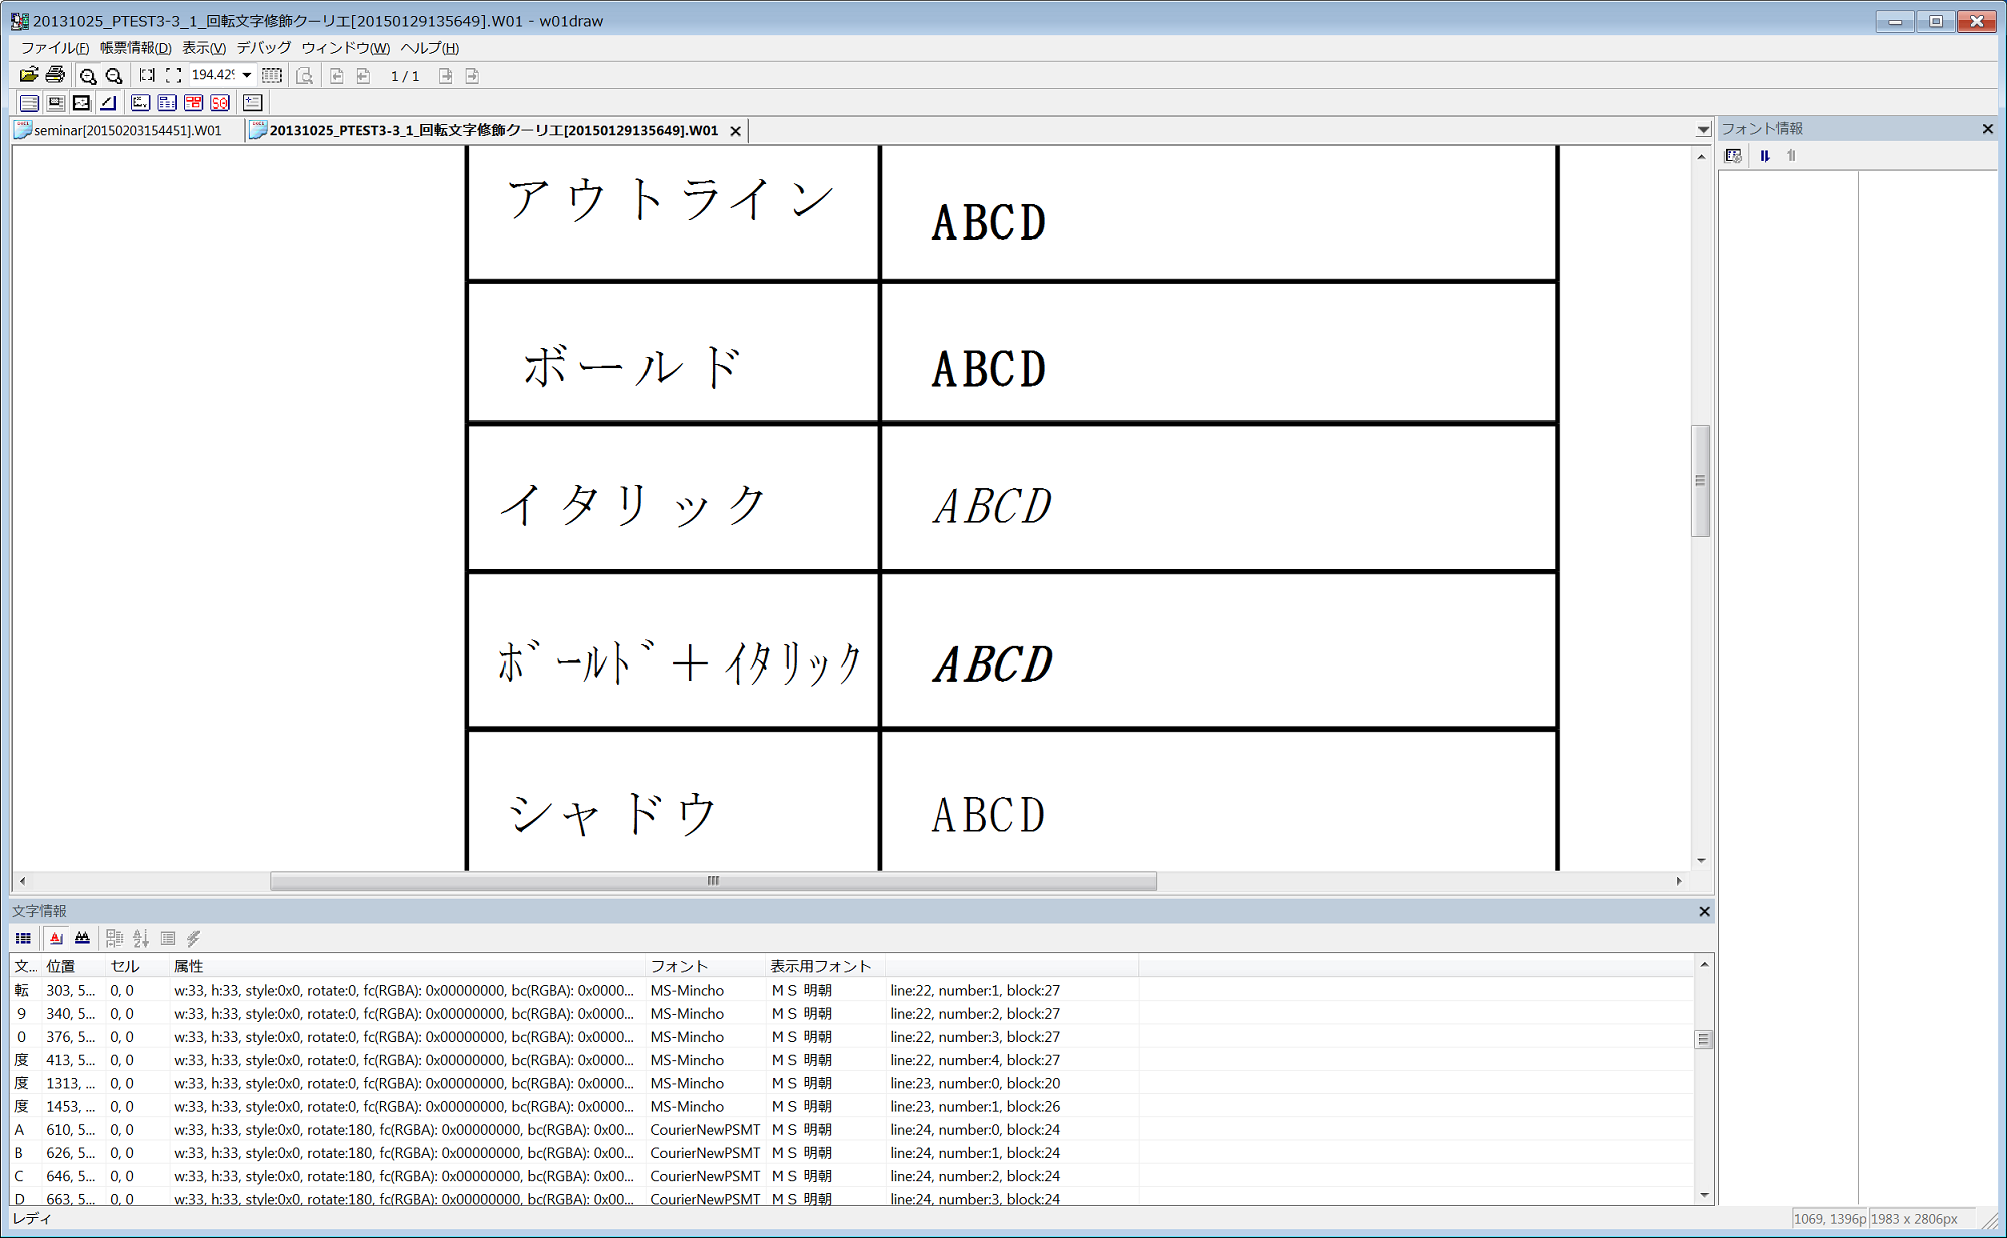 20131025_PTEST3-3_1_回転文字修飾クーリエ[20150129135649].W01 - w01draw
ファイル(F) 帳票情報(D) 表示(V) デバッグ ウィンドウ(W) ヘルプ(H)
194.42% 1 / 1
seminar[20150203154451].W01 20131025_PTEST3-3_1_回転文字修飾クーリエ[20150129135649].W01
フォント情報
アウトライン ABCD
ボールド ABCD
イタリック ABCD
ﾎﾞｰﾙﾄﾞ＋ｲﾀﾘｯｸ ABCD
シャドウ ABCD
文字情報
文... 位置 セル 属性 フォント 表示用フォント
転 303, 5... 0, 0 w:33, h:33, style:0x0, rotate:0, fc(RGBA): 0x00000000, bc(RGBA): 0x0000... MS-Mincho ＭＳ 明朝 line:22, number:1, block:27
9 340, 5... 0, 0 w:33, h:33, style:0x0, rotate:0, fc(RGBA): 0x00000000, bc(RGBA): 0x0000... MS-Mincho ＭＳ 明朝 line:22, number:2, block:27
0 376, 5... 0, 0 w:33, h:33, style:0x0, rotate:0, fc(RGBA): 0x00000000, bc(RGBA): 0x0000... MS-Mincho ＭＳ 明朝 line:22, number:3, block:27
度 413, 5... 0, 0 w:33, h:33, style:0x0, rotate:0, fc(RGBA): 0x00000000, bc(RGBA): 0x0000... MS-Mincho ＭＳ 明朝 line:22, number:4, block:27
度 1313, ... 0, 0 w:33, h:33, style:0x0, rotate:0, fc(RGBA): 0x00000000, bc(RGBA): 0x0000... MS-Mincho ＭＳ 明朝 line:23, number:0, block:20
度 1453, ... 0, 0 w:33, h:33, style:0x0, rotate:0, fc(RGBA): 0x00000000, bc(RGBA): 0x0000... MS-Mincho ＭＳ 明朝 line:23, number:1, block:26
A 610, 5... 0, 0 w:33, h:33, style:0x0, rotate:180, fc(RGBA): 0x00000000, bc(RGBA): 0x00... CourierNewPSMT ＭＳ 明朝 line:24, number:0, block:24
B 626, 5... 0, 0 w:33, h:33, style:0x0, rotate:180, fc(RGBA): 0x00000000, bc(RGBA): 0x00... CourierNewPSMT ＭＳ 明朝 line:24, number:1, block:24
C 646, 5... 0, 0 w:33, h:33, style:0x0, rotate:180, fc(RGBA): 0x00000000, bc(RGBA): 0x00... CourierNewPSMT ＭＳ 明朝 line:24, number:2, block:24
D 663, 5... 0, 0 w:33, h:33, style:0x0, rotate:180, fc(RGBA): 0x00000000, bc(RGBA): 0x00... CourierNewPSMT ＭＳ 明朝 line:24, number:3, block:24
レディ 1069, 1396p 1983 x 2806px